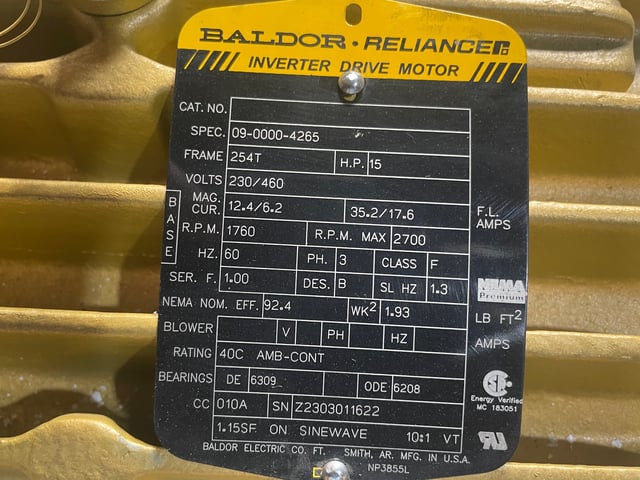 BALDOR · RELIANCE
INVERTER DRIVE MOTOR
CAT. NO.
SPEC. 09-0000-4265
FRAME 254T H.P. 15
VOLTS 230/460
BASE
MAG. CUR. 12.4/6.2 35.2/17.6 F.L. AMPS
R.P.M. 1760 R.P.M. MAX 2700
HZ. 60 PH. 3 CLASS F
SER. F. 1.00 DES. B SL HZ 1.3
NEMA Premium
NEMA NOM. EFF. 92.4 WK2 1.93 LB FT2
BLOWER V PH HZ AMPS
RATING 40C AMB-CONT
BEARINGS DE 6309 ODE 6208
Energy Verified
MC 183051
CC 010A SN Z2303011622
1.15SF ON SINEWAVE 10:1 VT
BALDOR ELECTRIC CO. FT. SMITH, AR. MFG. IN U.S.A.
NP3855L